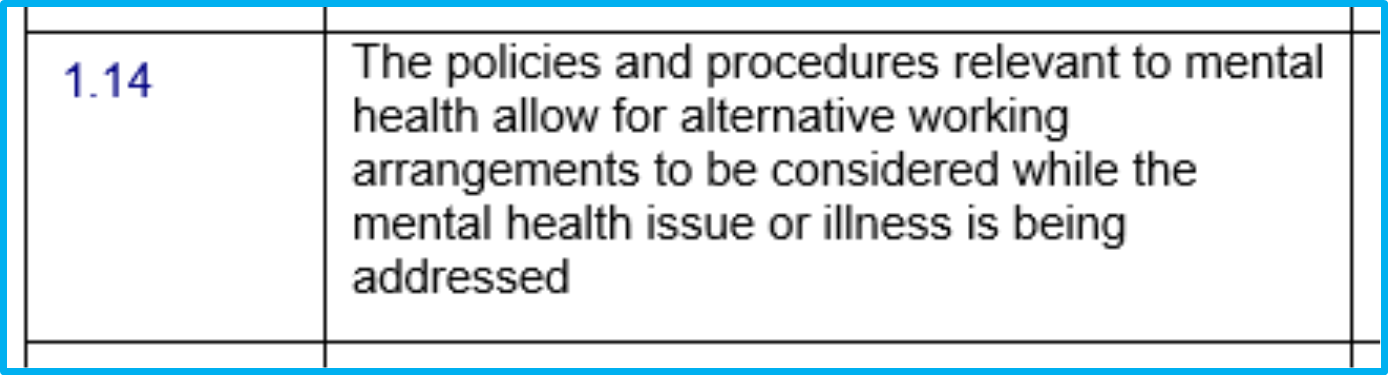 1.14
The policies and procedures relevant to mental
health allow for alternative working
arrangements to be considered while the
mental health issue or illness is being
addressed